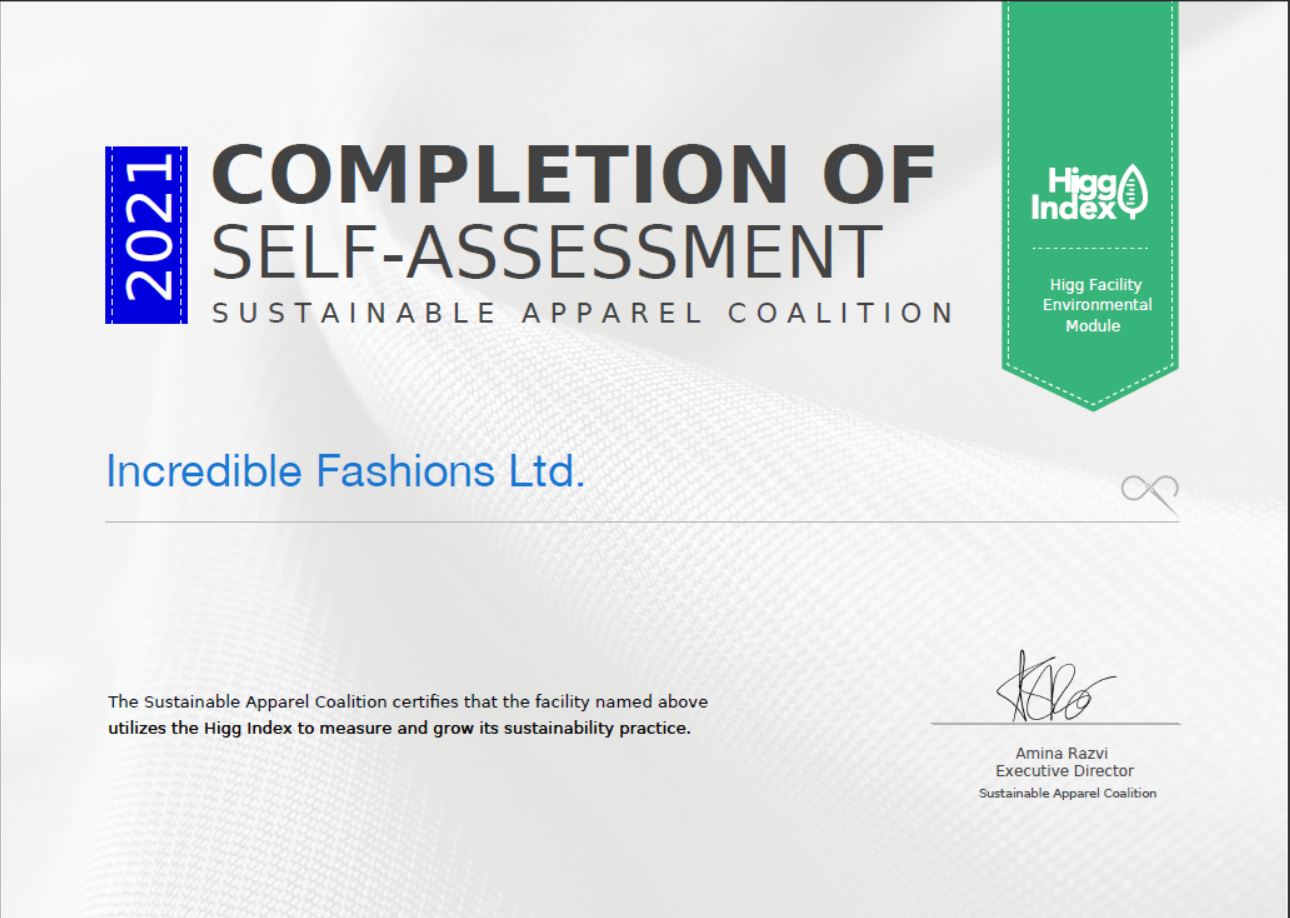 2021
COMPLETION OF
SELF-ASSESSMENT
SUSTAINABLE APPAREL COALITION
Higg
Index
Higg Facility
Environmental
Module
Incredible Fashions Ltd.
The Sustainable Apparel Coalition certifies that the facility named above
utilizes the Higg Index to measure and grow its sustainability practice.
Amina Razvi
Executive Director
Sustainable Apparel Coalition